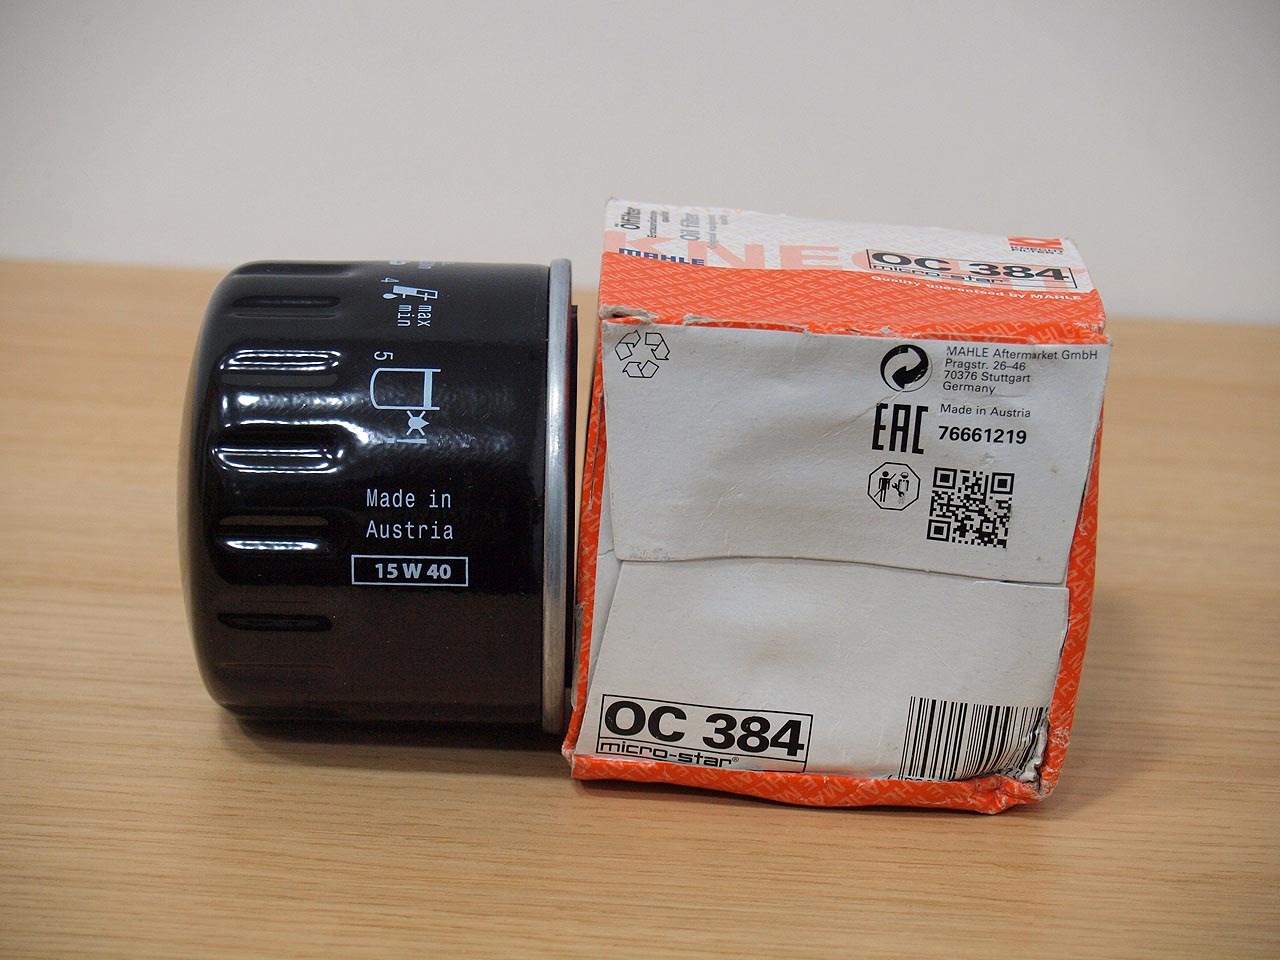 4
max
min
5
Made in
Austria
15 W 40
Ölfilter
Oil filter
MAHLE
KNE
OC 384
micro-star
Quality guaranteed by MAHLE
MAHLE Aftermarket GmbH
Pragstr. 26–46
70376 Stuttgart
Germany
EAC
Made in Austria
76661219
OC 384
micro-star®